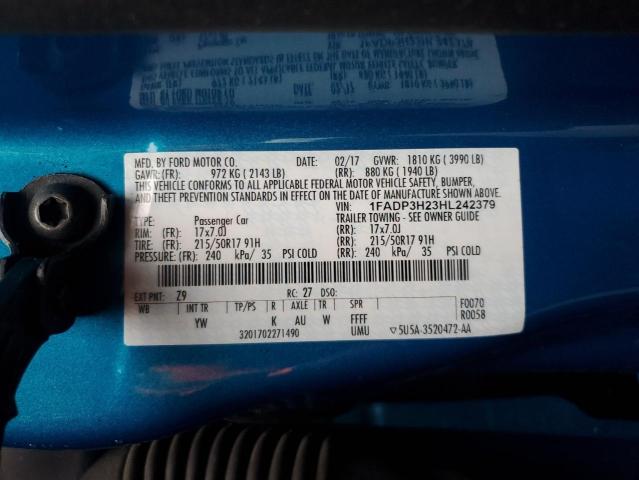 MFD. BY FORD MOTOR CO. 02/17 GVWR: 1810 KG ( 3990 LB)
GAWR:(FR): 972 KG ( 2143 LB) (RR): 880 KG ( 1940 LB)
THIS VEHICLE CONFORMS TO ALL APPLICABLE FEDERAL MOTOR VEHICLE SAFETY, BUMPER,
AND THEFT PREVENTION STANDARDS IN EFFECT ON THE DATE OF MANUFACTURE SHOWN ABOVE.
VIN: 1FADP3H23HL242379
TYPE: Passenger Car TRAILER TOWING - SEE OWNER GUIDE
RIM: (FR): 17x7.0J (RR): 17x7.0J
TIRE: (FR): 215/50R17 91H (RR): 215/50R17 91H
PRESSURE: (FR): 240 kPa/ 35 PSI COLD (RR): 240 kPa/ 35 PSI COLD
EXT PNT: Z9 RC: 27 DSO:
WB INT TR TP/PS R AXLE TR SPR F0070
YW K AU W FFFF R0058
3201702271490 UMU ▽5U5A-3520472-AA